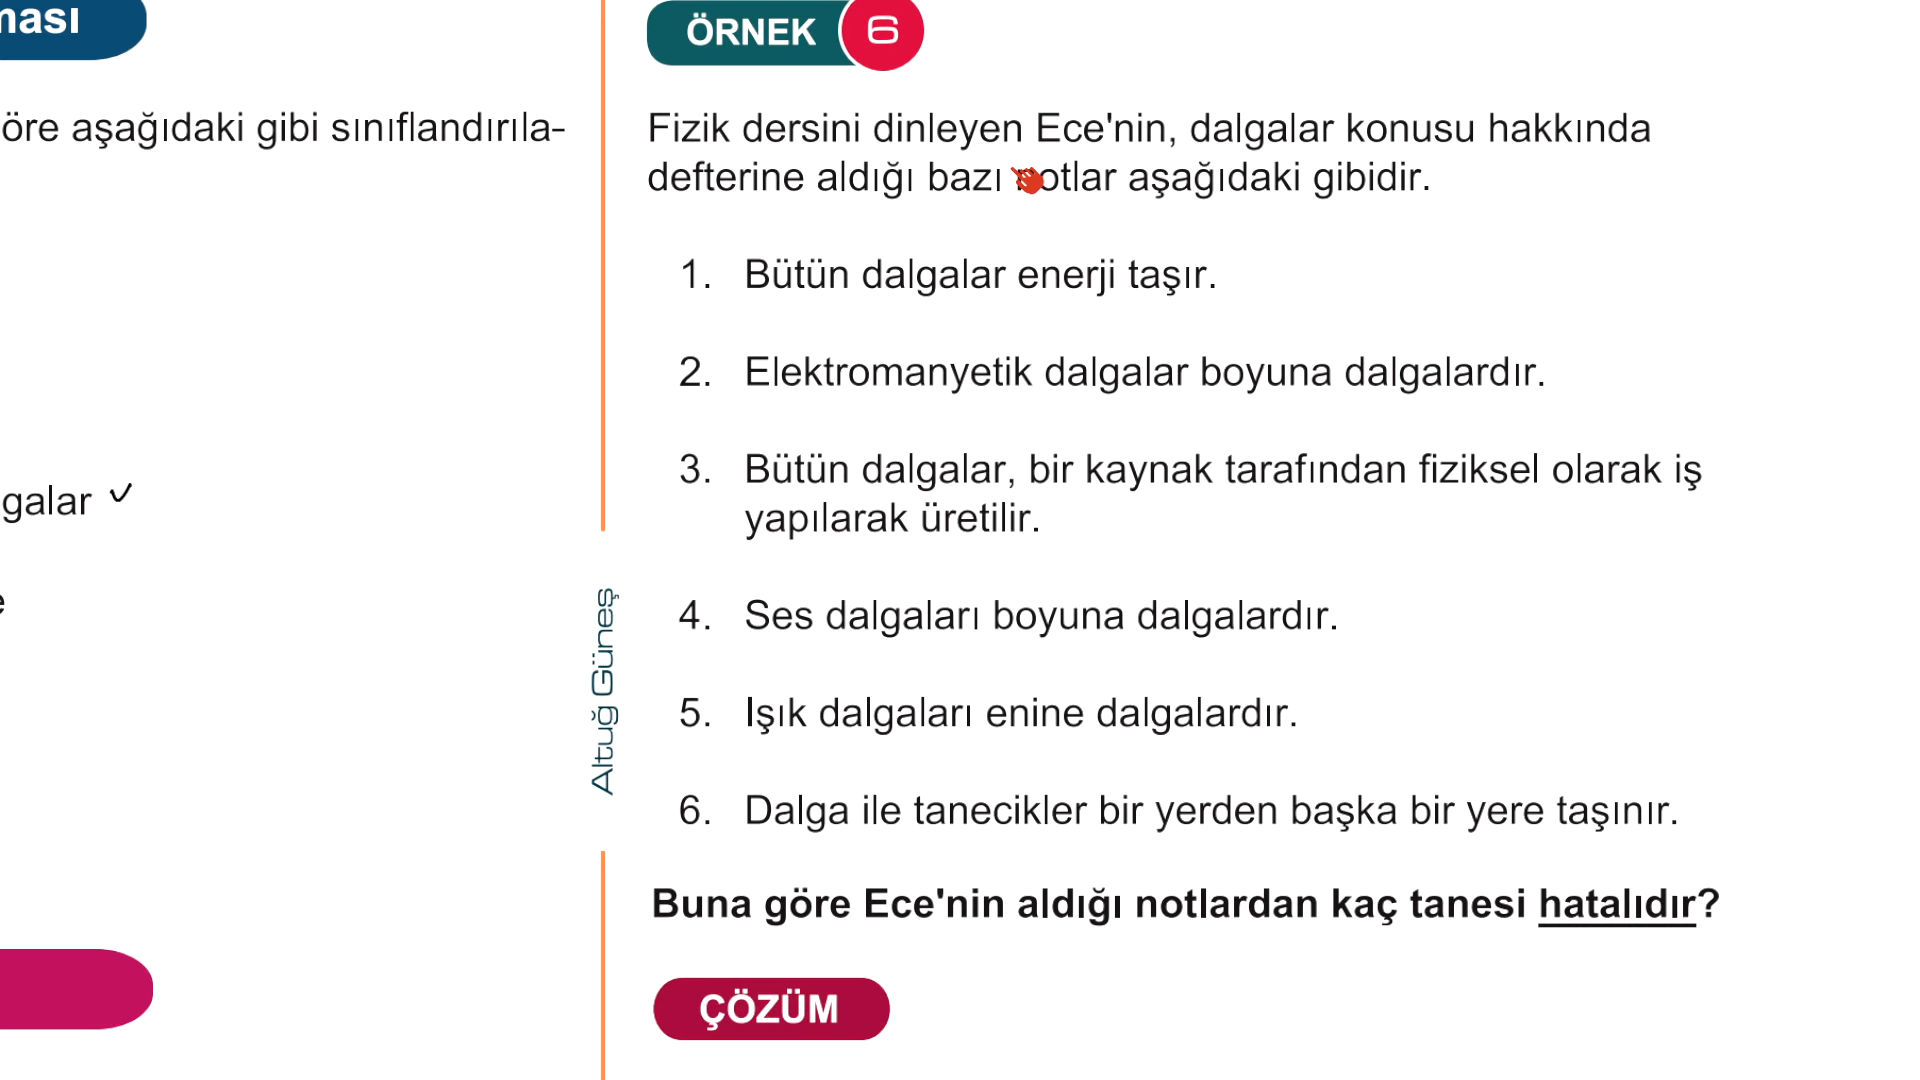 ması
öre aşağıdaki gibi sınıflandırıla-
galar ✓
e
Altuğ Güneş
ÖRNEK 6
Fizik dersini dinleyen Ece'nin, dalgalar konusu hakkında
defterine aldığı bazı notlar aşağıdaki gibidir.
1. Bütün dalgalar enerji taşır.
2. Elektromanyetik dalgalar boyuna dalgalardır.
3. Bütün dalgalar, bir kaynak tarafından fiziksel olarak iş
yapılarak üretilir.
4. Ses dalgaları boyuna dalgalardır.
5. Işık dalgaları enine dalgalardır.
6. Dalga ile tanecikler bir yerden başka bir yere taşınır.
Buna göre Ece'nin aldığı notlardan kaç tanesi hatalıdır?
ÇÖZÜM